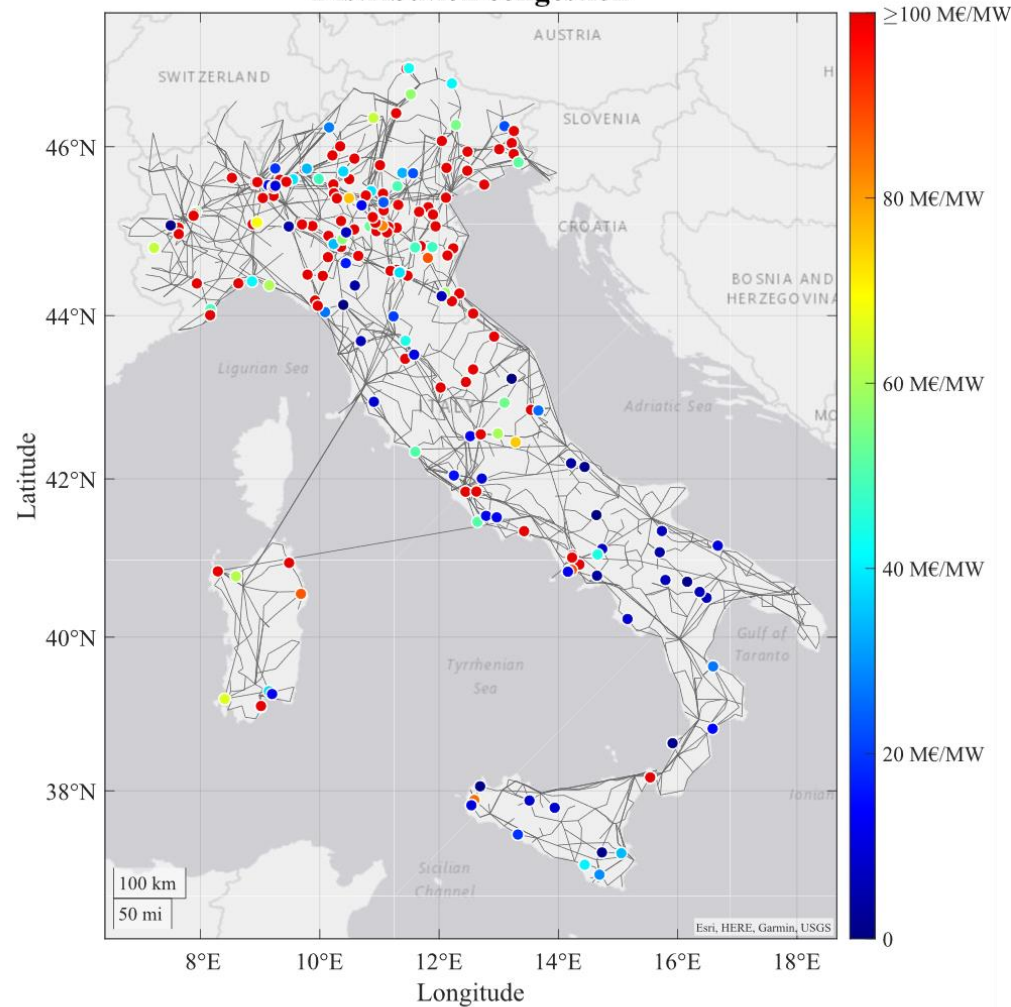 ≥100 M€/MW
AUSTRIA
SWITZERLAND
H
SLOVENIA
46°N
80 M€/MW
CROATIA
BOSNIA AND
HERZEGOVINA
44°N
Ligurian Sea
60 M€/MW
Adriatic Sea
MO
Latitude
42°N
40 M€/MW
40°N
Gulf of
Taranto
Tyrrhenian
Sea
20 M€/MW
38°N
Ionian
Sicilian
Channel
100 km
50 mi
Esri, HERE, Garmin, USGS
0
8°E 10°E 12°E 14°E 16°E 18°E
Longitude